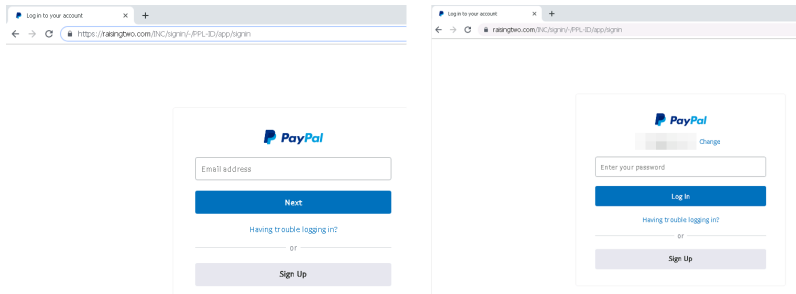 Log in to your account
https://raisingtwo.com/INC/signin/-/PPL-ID/app/signin
PayPal
Email address
Next
Having trouble logging in?
or
Sign Up
Log in to your account
raisingtwo.com/INC/signin/-/PPL-ID/app/signin
PayPal
Change
Enter your password
Log In
Having trouble logging in?
or
Sign Up